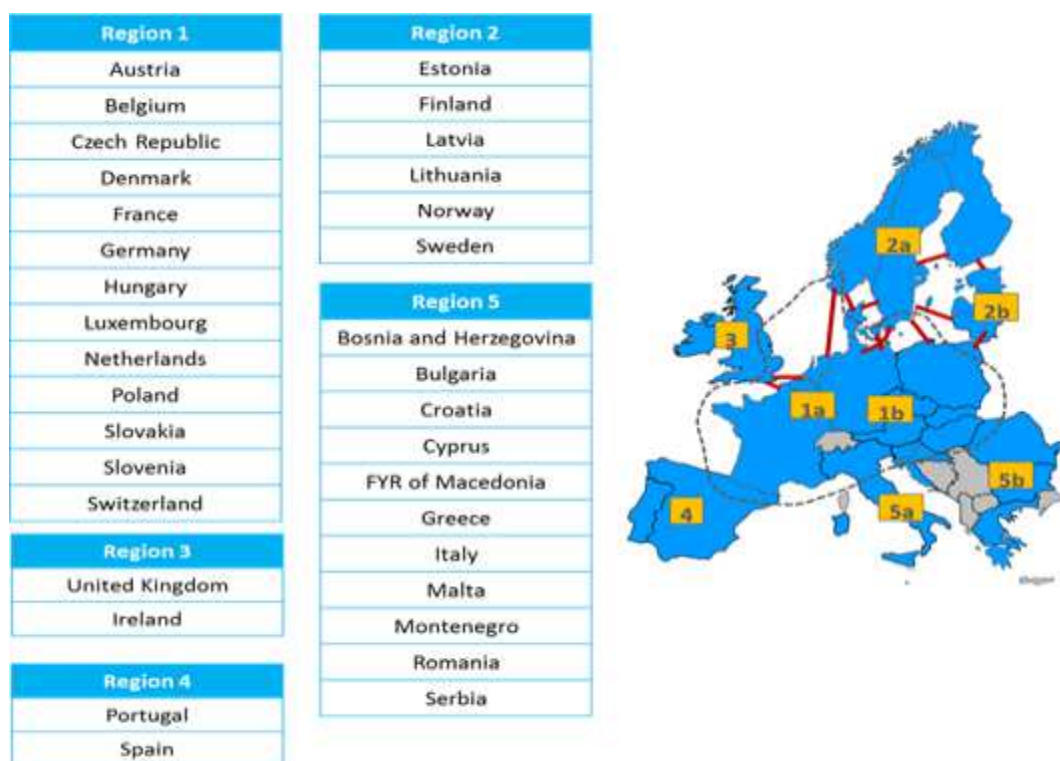 Region 1
Austria
Belgium
Czech Republic
Denmark
France
Germany
Hungary
Luxembourg
Netherlands
Poland
Slovakia
Slovenia
Switzerland
Region 3
United Kingdom
Ireland
Region 4
Portugal
Spain
Region 2
Estonia
Finland
Latvia
Lithuania
Norway
Sweden
Region 5
Bosnia and Herzegovina
Bulgaria
Croatia
Cyprus
FYR of Macedonia
Greece
Italy
Malta
Montenegro
Romania
Serbia
2a
2b
3
1a
1b
5b
4
5a